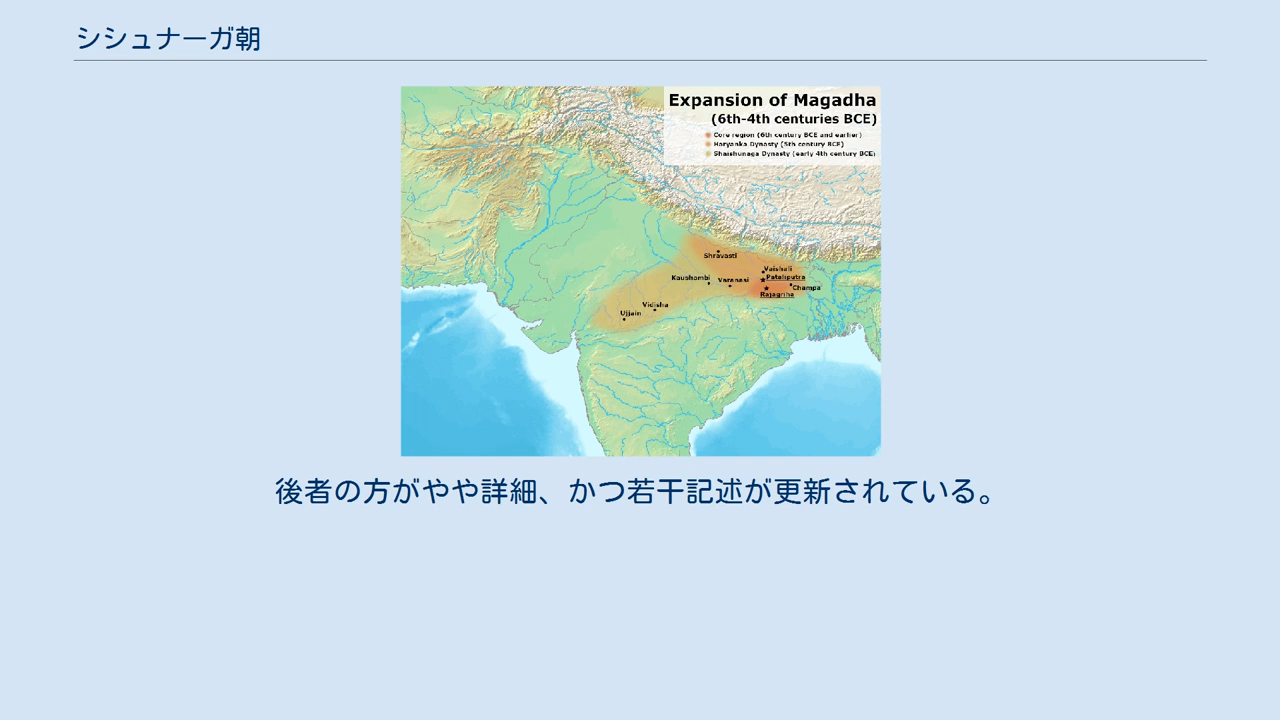 シシュナーガ朝
Expansion of Magadha
(6th-4th centuries BCE)
Core region (6th century BCE and earlier)
Haryanka Dynasty (5th century BCE)
Shaishunaga Dynasty (early 4th century BCE)
Shravasti
Vaishali
Kaushambi
Varanasi
Pataliputra
Champa
Rajagriha
Vidisha
Ujjain
後者の方がやや詳細、かつ若干記述が更新されている。